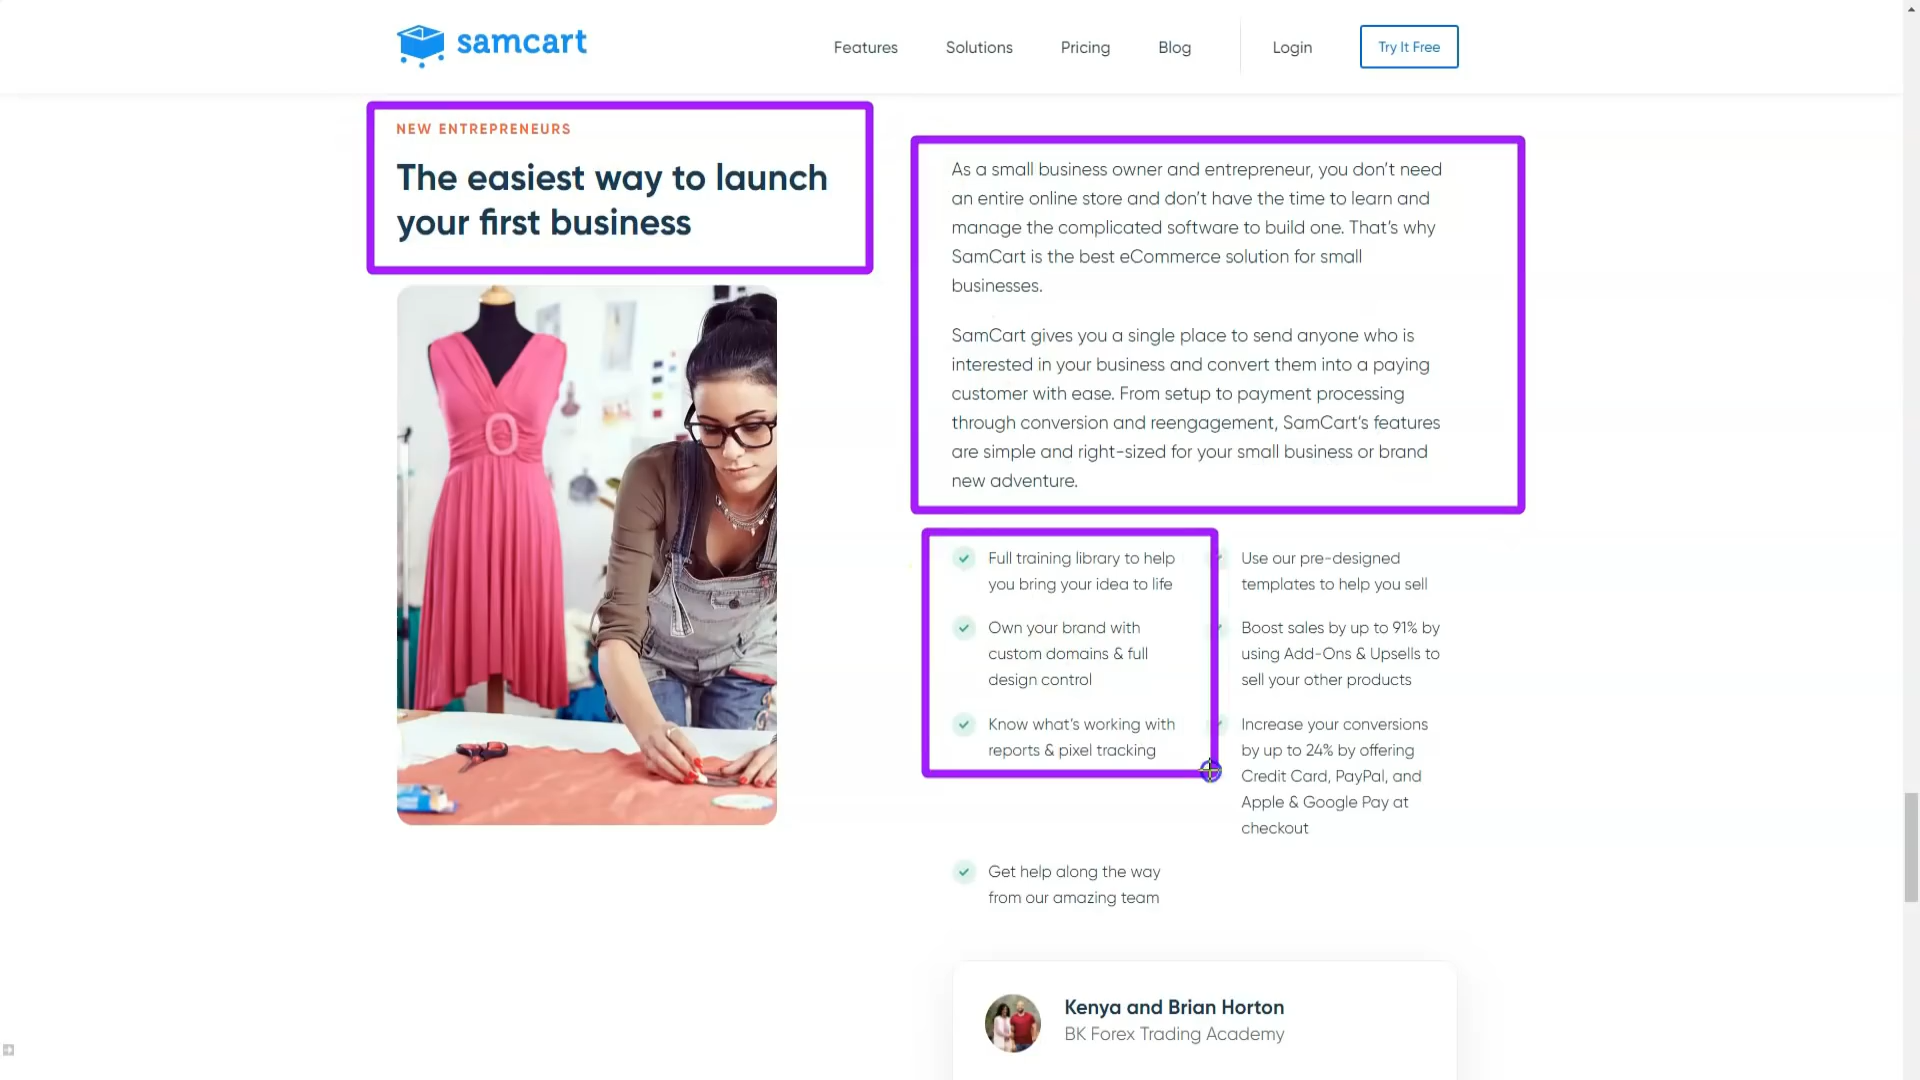 samcart
Features
Solutions
Pricing
Blog
Login
Try It Free
NEW ENTREPRENEURS
The easiest way to launch
your first business
As a small business owner and entrepreneur, you don't need
an entire online store and don't have the time to learn and
manage the complicated software to build one. That's why
SamCart is the best eCommerce solution for small
businesses.
SamCart gives you a single place to send anyone who is
interested in your business and convert them into a paying
customer with ease. From setup to payment processing
through conversion and reengagement, SamCart's features
are simple and right-sized for your small business or brand
new adventure.
Full training library to help
you bring your idea to life
Use our pre-designed
templates to help you sell
Own your brand with
custom domains & full
design control
Boost sales by up to 91% by
using Add-Ons & Upsells to
sell your other products
Know what's working with
reports & pixel tracking
Increase your conversions
by up to 24% by offering
Credit Card, PayPal, and
Apple & Google Pay at
checkout
Get help along the way
from our amazing team
Kenya and Brian Horton
BK Forex Trading Academy